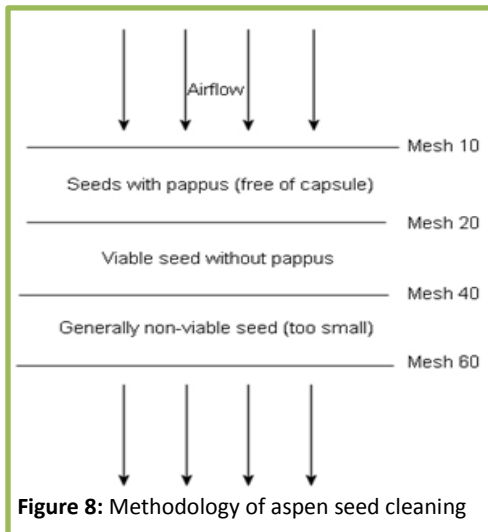 Airflow
Mesh 10
Seeds with pappus (free of capsule)
Mesh 20
Viable seed without pappus
Mesh 40
Generally non-viable seed (too small)
Mesh 60
Figure 8: Methodology of aspen seed cleaning